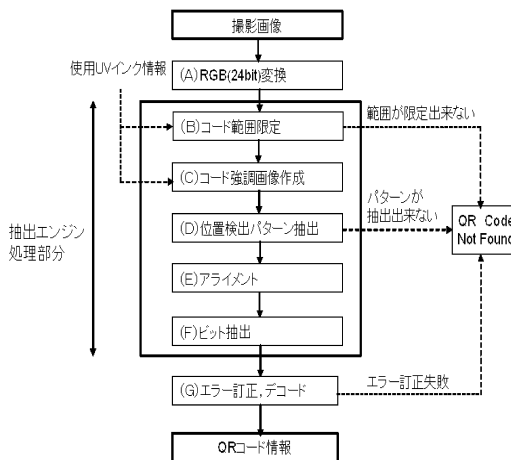 撮影画像
使用UVインク情報
(A)RGB(24bit)変換
(B)コード範囲限定
範囲が限定出来ない
(C)コード強調画像作成
パターンが
抽出出来ない
(D)位置検出パターン抽出
QR Code
Not Found
抽出エンジン
処理部分
(E)アライメント
(F)ビット抽出
(G)エラー訂正,デコード
エラー訂正失敗
QRコード情報